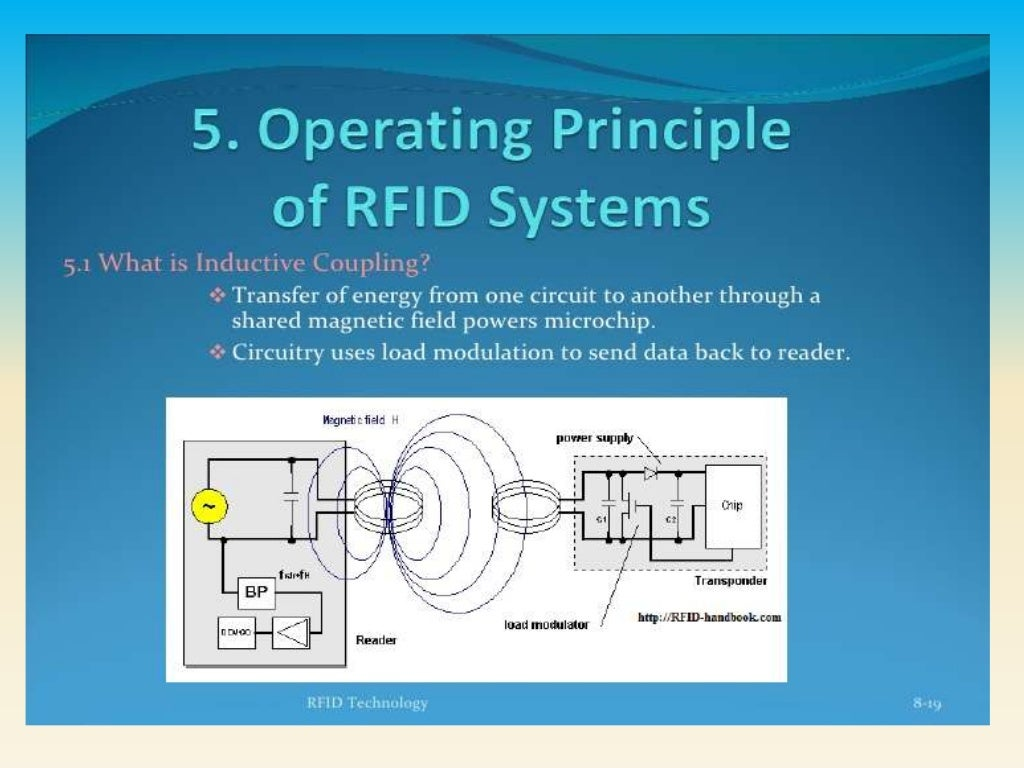 5. Operating Principle
of RFID Systems
5.1 What is Inductive Coupling?
❖ Transfer of energy from one circuit to another through a
shared magnetic field powers microchip.
❖ Circuitry uses load modulation to send data back to reader.
Magnetic field H
power supply
~
C1
C2
Chip
BP
Transponder
load modulator
http://RFID-handbook.com
Reader
RFID Technology
8-19